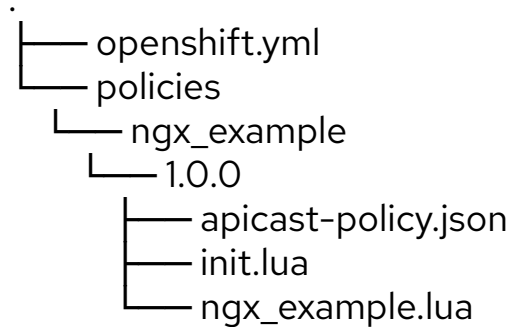 .
openshift.yml
policies
ngx_example
1.0.0
apicast-policy.json
init.lua
ngx_example.lua